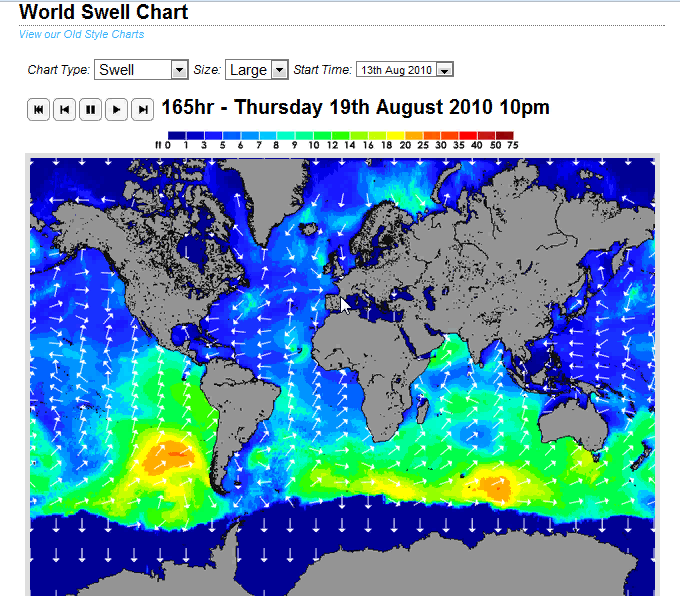 World Swell Chart
View our Old Style Charts
Chart Type: Swell Size: Large Start Time: 13th Aug 2010
165hr - Thursday 19th August 2010 10pm
ft 0 1 3 5 6 7 8 9 10 12 14 16 18 20 25 30 35 40 50 75